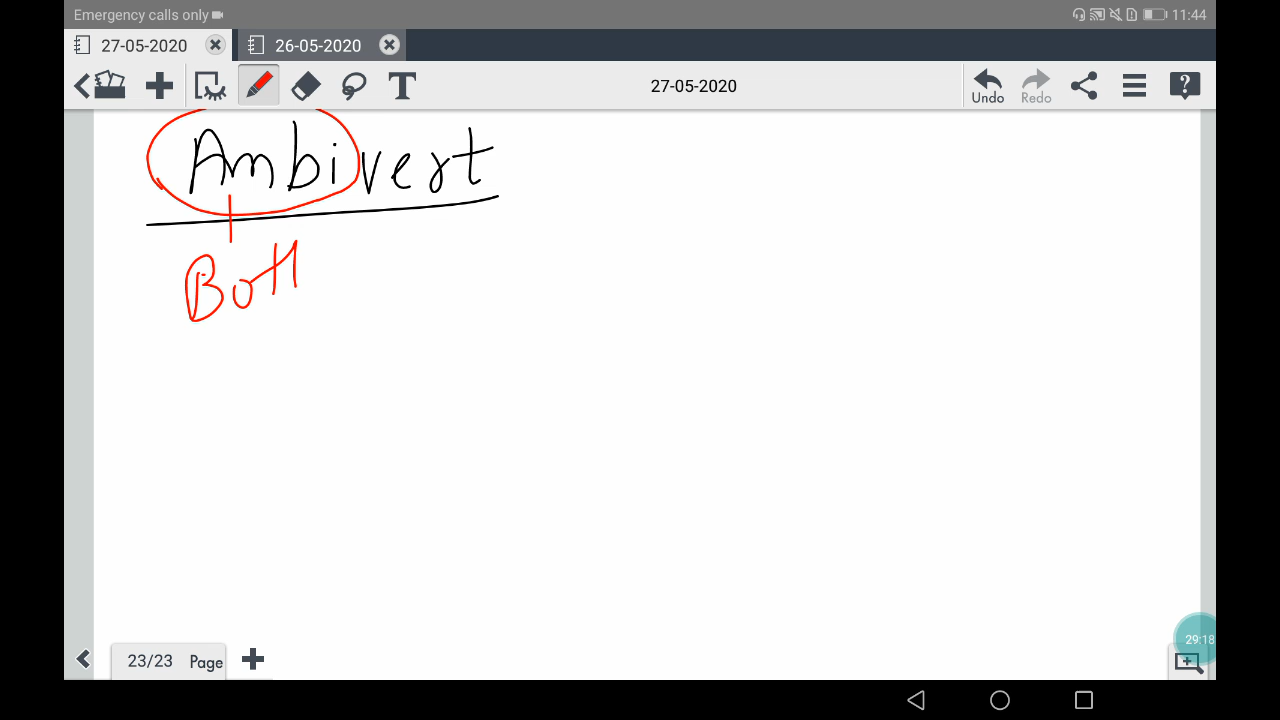 Emergency calls only 11:44
27-05-2020 26-05-2020
27-05-2020 Undo Redo
Ambivert
Both
23/23 Page
29:18